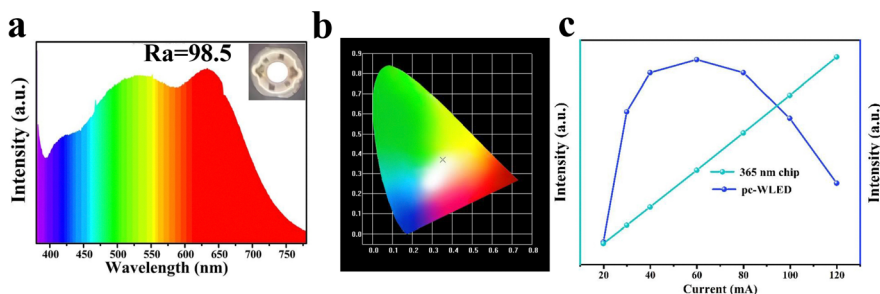 a
Ra=98.5
Intensity (a.u.)
400 450 500 550 600 650 700 750
Wavelength (nm)
b
0.9
0.8
0.7
0.6
0.5
0.4
0.3
0.2
0.1
0.0
0.0 0.1 0.2 0.3 0.4 0.5 0.6 0.7 0.8
c
Intensity (a.u.)
365 nm chip
pc-WLED
Intensity (a.u.)
20 40 60 80 100 120
Current (mA)